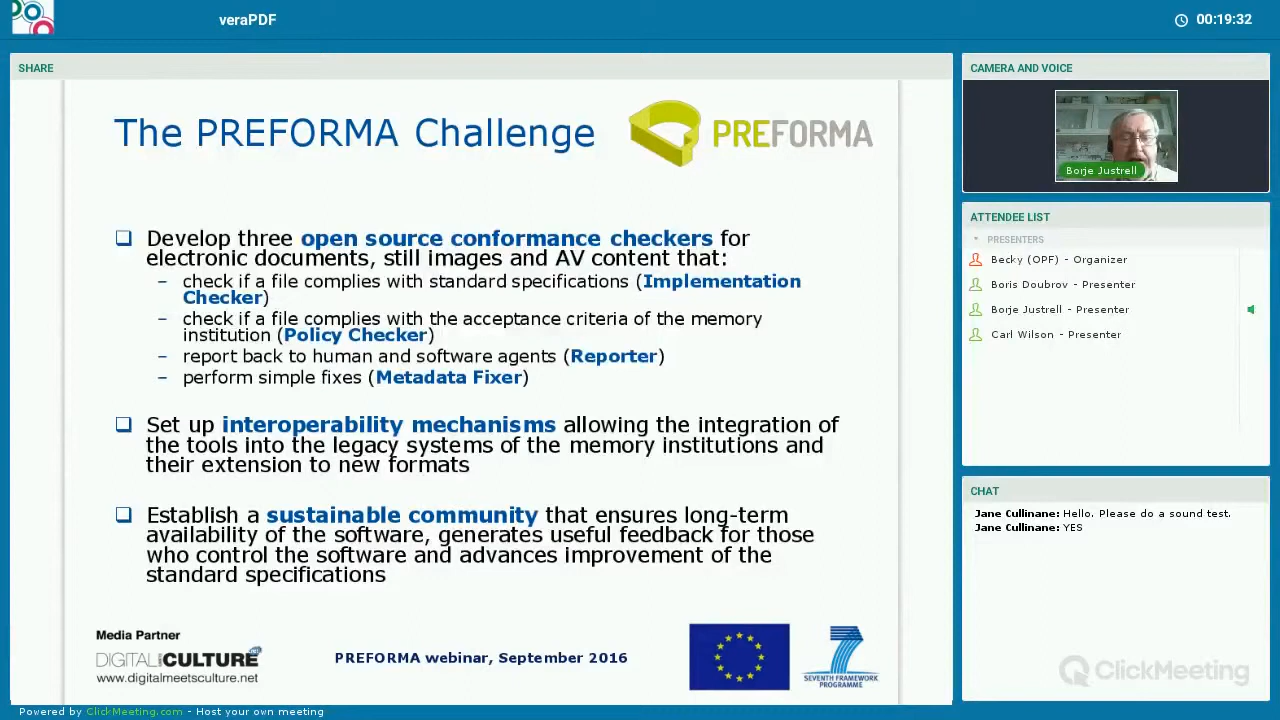 veraPDF
00:19:32
SHARE
The PREFORMA Challenge
PREFORMA
❑ Develop three open source conformance checkers for
electronic documents, still images and AV content that:
– check if a file complies with standard specifications (Implementation
Checker)
– check if a file complies with the acceptance criteria of the memory
institution (Policy Checker)
– report back to human and software agents (Reporter)
– perform simple fixes (Metadata Fixer)
❑ Set up interoperability mechanisms allowing the integration of
the tools into the legacy systems of the memory institutions and
their extension to new formats
❑ Establish a sustainable community that ensures long-term
availability of the software, generates useful feedback for those
who control the software and advances improvement of the
standard specifications
Media Partner
DIGITAL meets CULTURE .net
www.digitalmeetsculture.net
PREFORMA webinar, September 2016
7
SEVENTH FRAMEWORK
PROGRAMME
CAMERA AND VOICE
Borje Justrell
ATTENDEE LIST
PRESENTERS
Becky (OPF) - Organizer
Boris Doubrov - Presenter
Borje Justrell - Presenter
Carl Wilson - Presenter
CHAT
Jane Cullinane: Hello. Please do a sound test.
Jane Cullinane: YES
ClickMeeting
Powered by ClickMeeting.com - Host your own meeting